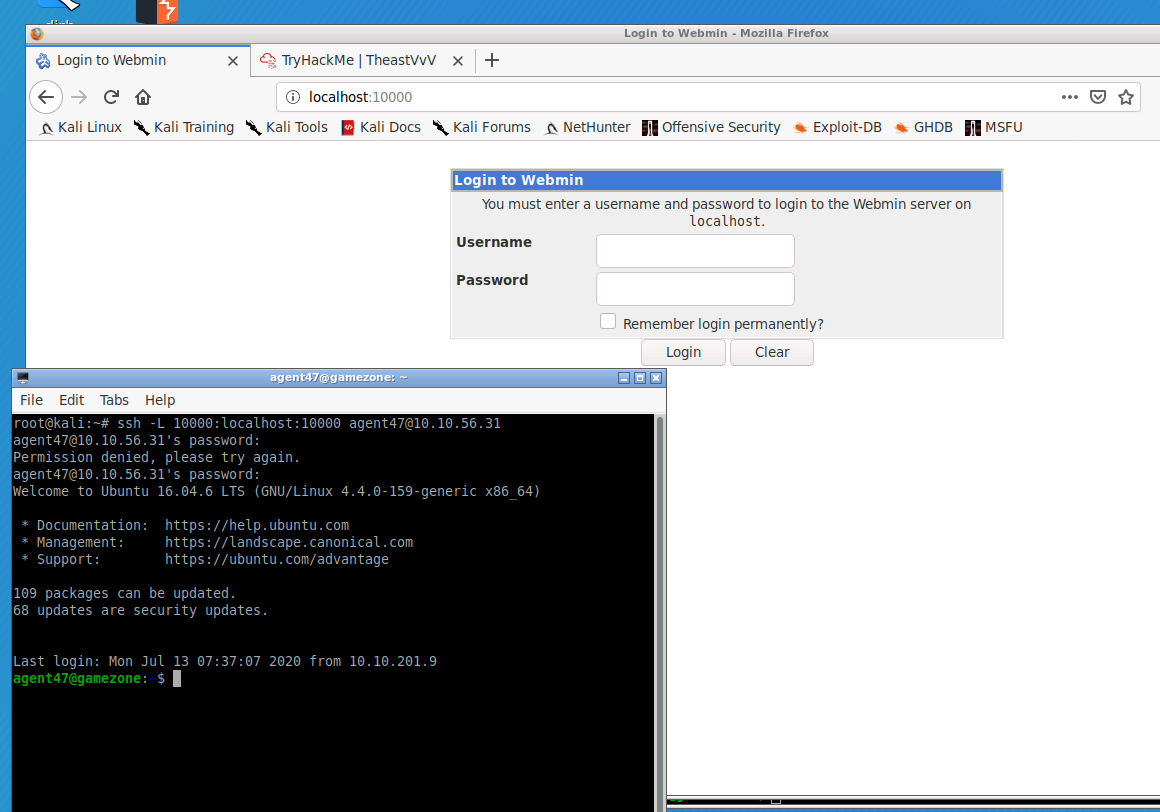 Login to Webmin - Mozilla Firefox
Login to Webmin
TryHackMe | TheastVvV
localhost:10000
Kali Linux Kali Training Kali Tools Kali Docs Kali Forums NetHunter Offensive Security Exploit-DB GHDB MSFU
Login to Webmin
You must enter a username and password to login to the Webmin server on
localhost.
Username
Password
Remember login permanently?
Login Clear
agent47@gamezone: ~
File Edit Tabs Help
root@kali:~# ssh -L 10000:localhost:10000 agent47@10.10.56.31
agent47@10.10.56.31's password:
Permission denied, please try again.
agent47@10.10.56.31's password:
Welcome to Ubuntu 16.04.6 LTS (GNU/Linux 4.4.0-159-generic x86_64)
* Documentation: https://help.ubuntu.com
* Management: https://landscape.canonical.com
* Support: https://ubuntu.com/advantage
109 packages can be updated.
68 updates are security updates.
Last login: Mon Jul 13 07:37:07 2020 from 10.10.201.9
agent47@gamezone:~$